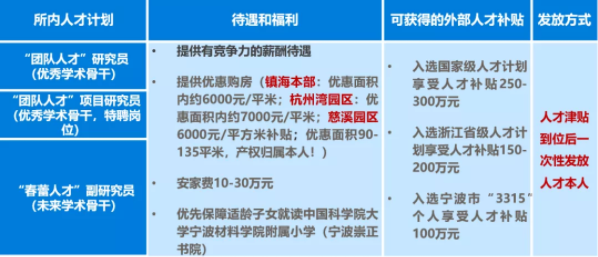 所内人才计划
待遇和福利
可获得的外部人才补贴
发放方式
“团队人才”研究员
（优秀学术骨干）
“团队人才”项目研究员
（优秀学术骨干，特聘岗
位）
“春蕾人才”副研究员
（未来学术骨干）
提供有竞争力的薪酬待遇
提供优惠购房（镇海本部：优惠面积
内约6000元/平米；杭州湾园区：优
惠面积内约7000元/平米；慈溪园区
6000元/平方米补贴；优惠面积90-
135平米，产权归属本人！）
安家费10-30万元
优先保障适龄子女就读中国科学院大
学宁波材料学院附属小学（宁波崇正
书院）
入选国家级人才计划
享受人才补贴250-
300万元
入选浙江省级人才计
划享受人才补贴150-
200万元
入选宁波市“3315”
个人享受人才补贴
100万元
人才津贴
到位后一
次性发放
人才本人